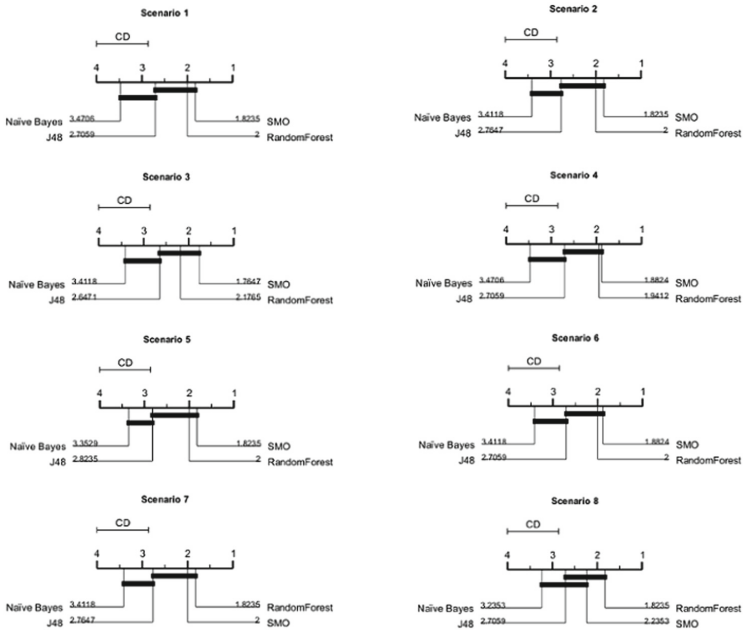 Scenario 1
CD
4 3 2 1
Naïve Bayes 3.4706 1.8235 SMO
J48 2.7059 2 RandomForest
Scenario 2
CD
4 3 2 1
Naïve Bayes 3.4118 1.8235 SMO
J48 2.7647 2 RandomForest
Scenario 3
CD
4 3 2 1
Naïve Bayes 3.4118 1.7647 SMO
J48 2.6471 2.1765 RandomForest
Scenario 4
CD
4 3 2 1
Naïve Bayes 3.4706 1.8824 SMO
J48 2.7059 1.9412 RandomForest
Scenario 5
CD
4 3 2 1
Naïve Bayes 3.3529 1.8235 SMO
J48 2.8235 2 RandomForest
Scenario 6
CD
4 3 2 1
Naïve Bayes 3.4118 1.8824 SMO
J48 2.7059 2 RandomForest
Scenario 7
CD
4 3 2 1
Naïve Bayes 3.4118 1.8235 RandomForest
J48 2.7647 2 SMO
Scenario 8
CD
4 3 2 1
Naïve Bayes 3.2353 1.8235 RandomForest
J48 2.7059 2.2353 SMO